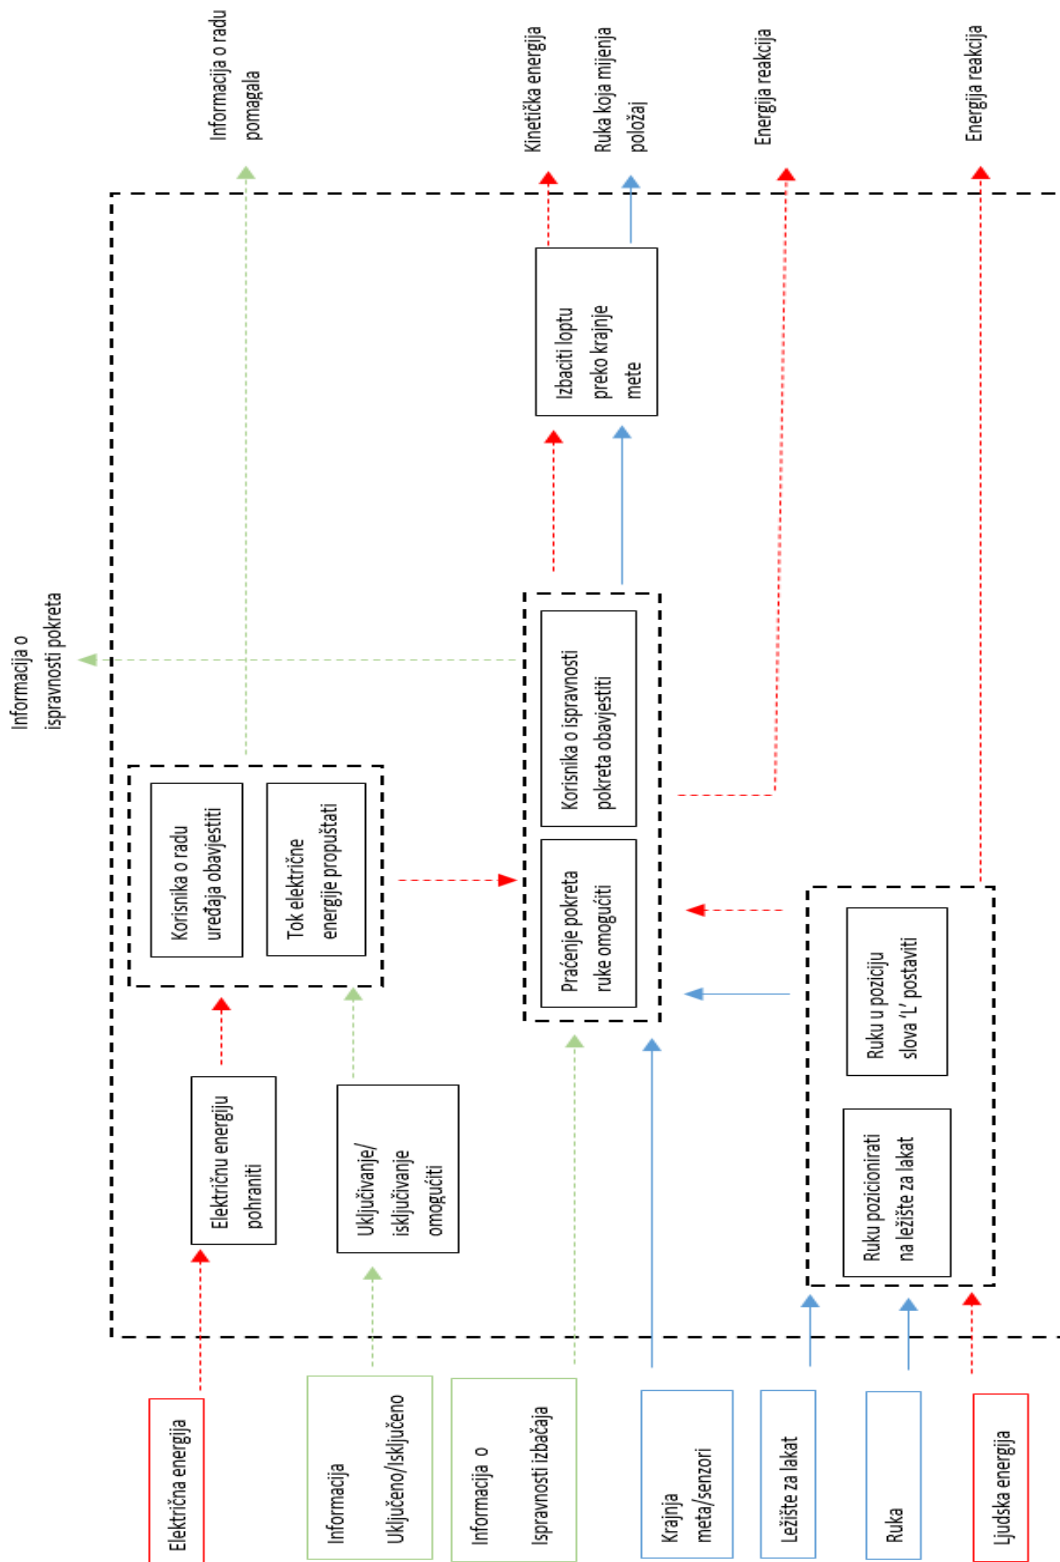 Informacija o
ispravnosti pokreta
Električna energija
Informacija
Uključeno/Isključeno
Informacija o
Ispravnosti izbačaja
Krajnja
meta/senzori
Ležište za lakat
Ruka
Ljudska energija
Električnu energiju
pohraniti
Uključivanje/
isključivanje
omogućiti
Korisnika o radu
uređaja obavjestiti
Tok električne
energije propuštati
Praćenje pokreta
ruke omogućiti
Korisnika o ispravnosti
pokreta obavjestiti
Ruku pozicionirati
na ležište za lakat
Ruku u poziciju
slova ‘L’ postaviti
Izbaciti loptu
preko krajnje
mete
Informacija o radu
pomagala
Kinetička energija
Ruka koja mijenja
položaj
Energija reakcija
Energija reakcija